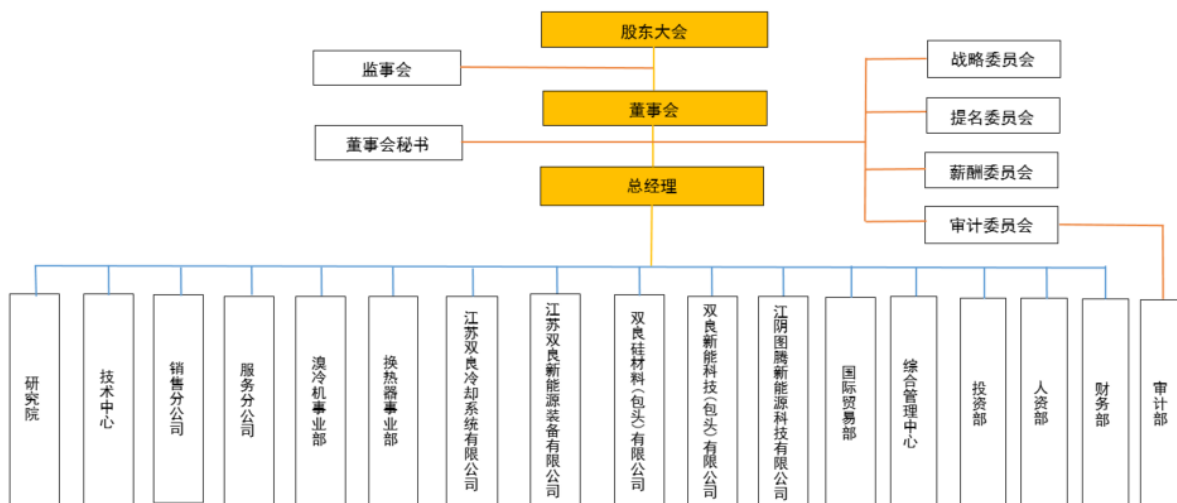 股东大会
监事会
战略委员会
董事会
提名委员会
董事会秘书
薪酬委员会
总经理
审计委员会
研究院
技术中心
销售分公司
服务分公司
溴冷机事业部
换热器事业部
江苏双良冷却系统有限公司
江苏双良新能源装备有限公司
双良硅材料(包头)有限公司
双良新能科技(包头)有限公司
江阴图腾新能源科技有限公司
国际贸易部
综合管理中心
投资部
人资部
财务部
审计部